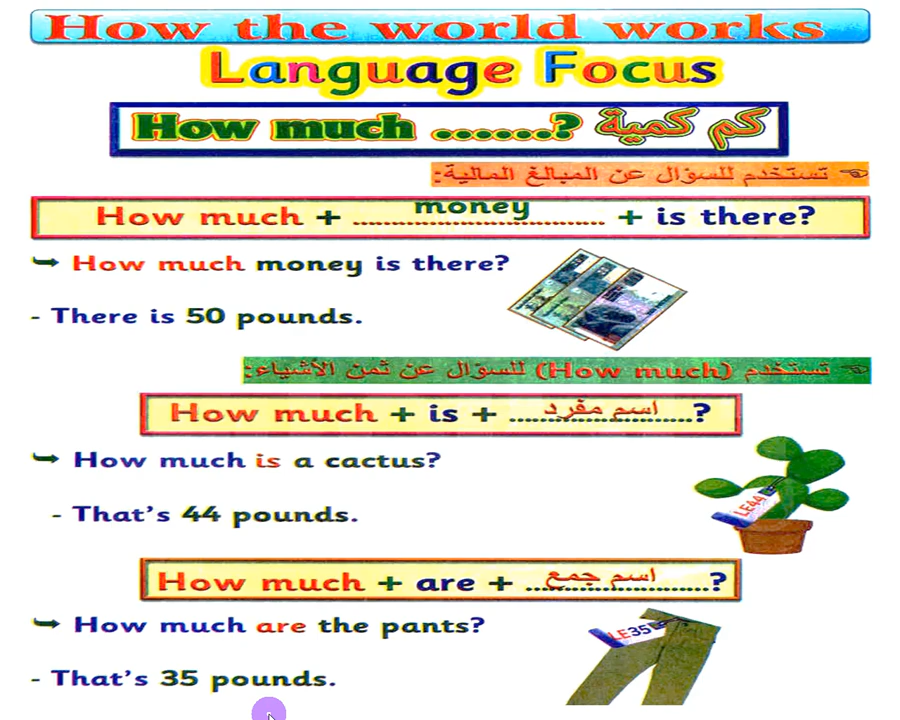 How the world works
Language Focus
How much ......? كم كمية
تستخدم للسؤال عن المبالغ المالية:
How much + ...money... + is there?
How much money is there?
- There is 50 pounds.
تستخدم (How much) للسؤال عن ثمن الأشياء:
How much + is + ...اسم مفرد...?
How much is a cactus?
LE44
- That's 44 pounds.
How much + are + ...اسم جمع...?
How much are the pants?
LE35
- That's 35 pounds.